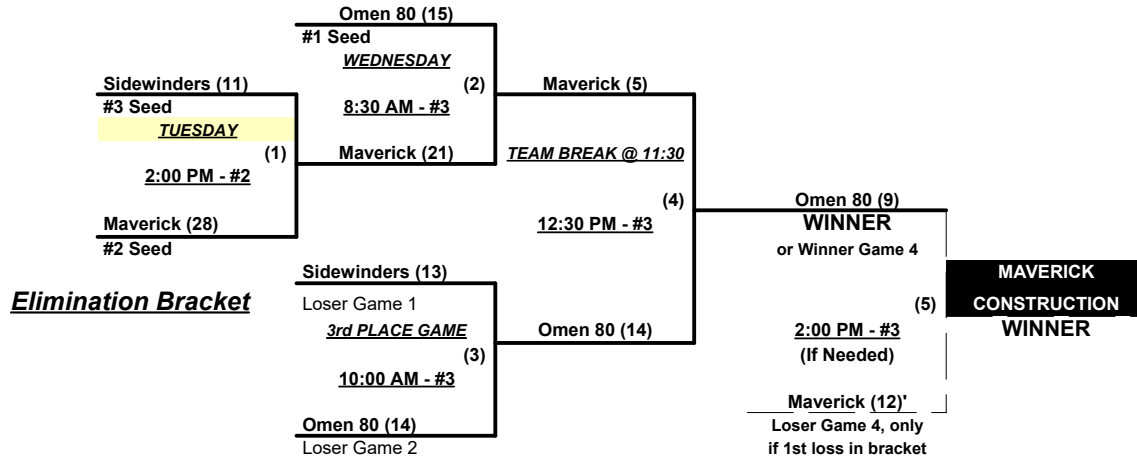 Omen 80 (15)
#1 Seed
WEDNESDAY
Sidewinders (11)
(2)
Maverick (5)
#3 Seed
8:30 AM - #3
TUESDAY
(1)
Maverick (21)
TEAM BREAK @ 11:30
2:00 PM - #2
(4)
Omen 80 (9)
Maverick (28)
12:30 PM - #3
WINNER
#2 Seed
or Winner Game 4
Sidewinders (13)
MAVERICK
Elimination Bracket
Loser Game 1
(5)
CONSTRUCTION
3rd PLACE GAME
Omen 80 (14)
2:00 PM - #3
WINNER
(3)
(If Needed)
10:00 AM - #3
Maverick (12)'
Omen 80 (14)
Loser Game 4, only
Loser Game 2
if 1st loss in bracket